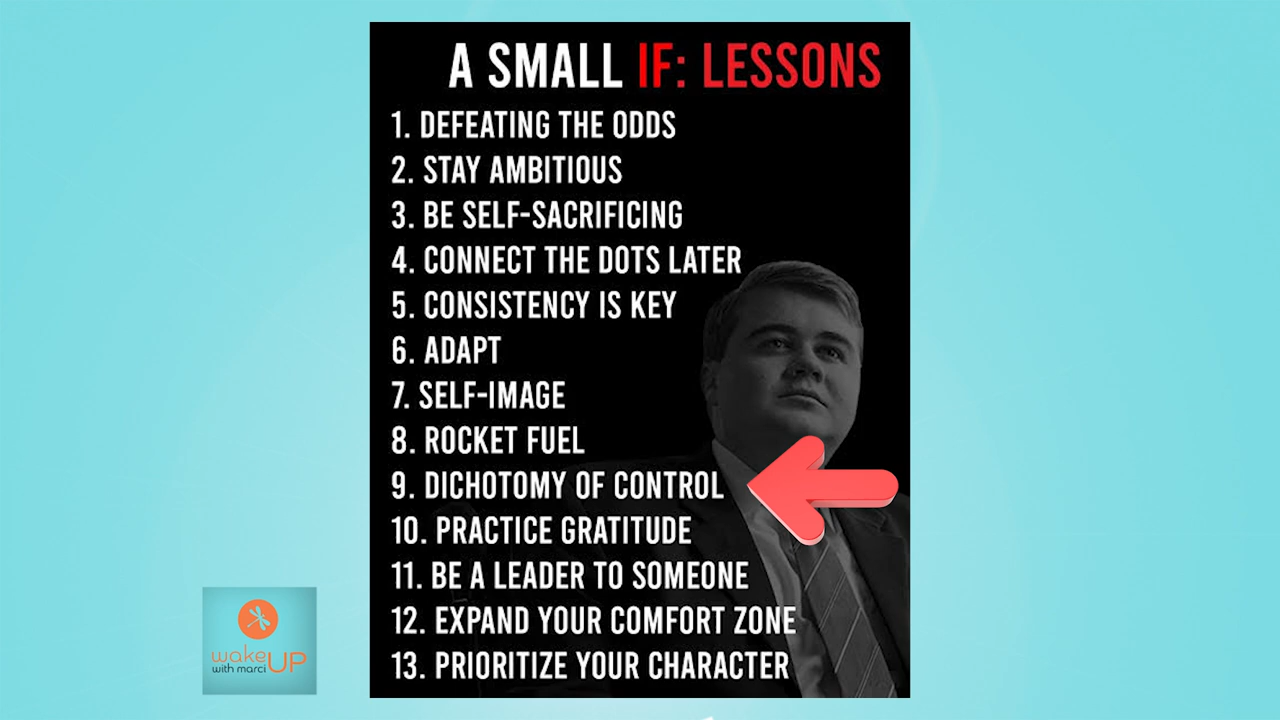 A SMALL IF: LESSONS
1. DEFEATING THE ODDS
2. STAY AMBITIOUS
3. BE SELF-SACRIFICING
4. CONNECT THE DOTS LATER
5. CONSISTENCY IS KEY
6. ADAPT
7. SELF-IMAGE
8. ROCKET FUEL
9. DICHOTOMY OF CONTROL
10. PRACTICE GRATITUDE
11. BE A LEADER TO SOMEONE
12. EXPAND YOUR COMFORT ZONE
13. PRIORITIZE YOUR CHARACTER
wake UP
with marci